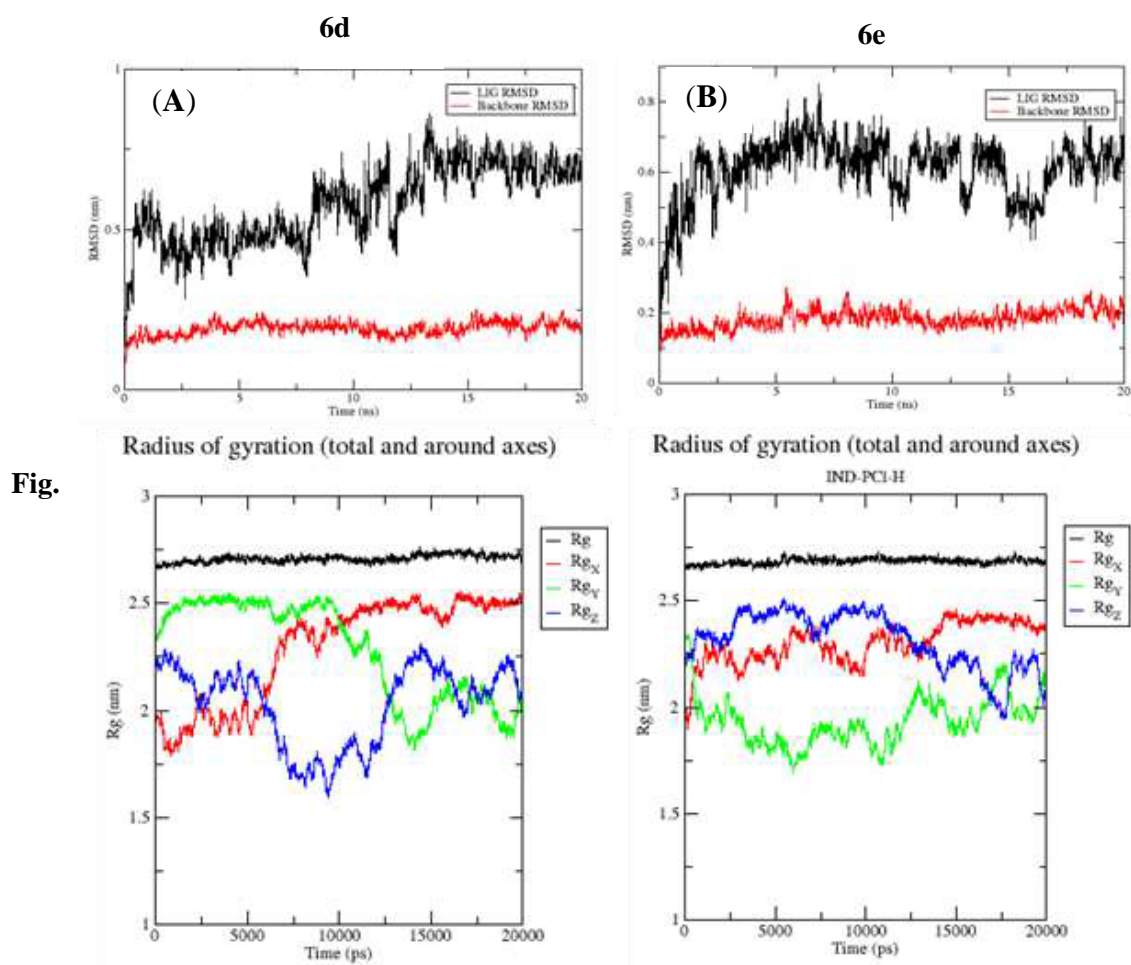 6d
6e
(A)
LIG RMSD
Backbone RMSD
1
0.5
0
RMSD (nm)
0
5
10
15
20
Time (ns)
(B)
LIG RMSD
Backbone RMSD
0.8
0.6
0.4
0.2
0
RMSD (nm)
0
5
10
15
20
Time (ns)
Fig.
Radius of gyration (total and around axes)
3
2.5
2
1.5
1
Rg (nm)
0
5000
10000
15000
20000
Time (ps)
Rg
RgX
RgY
RgZ
Radius of gyration (total and around axes)
IND-PCl-H
3
2.5
2
1.5
1
Rg (nm)
0
5000
10000
15000
20000
Time (ps)
Rg
RgX
RgY
RgZ